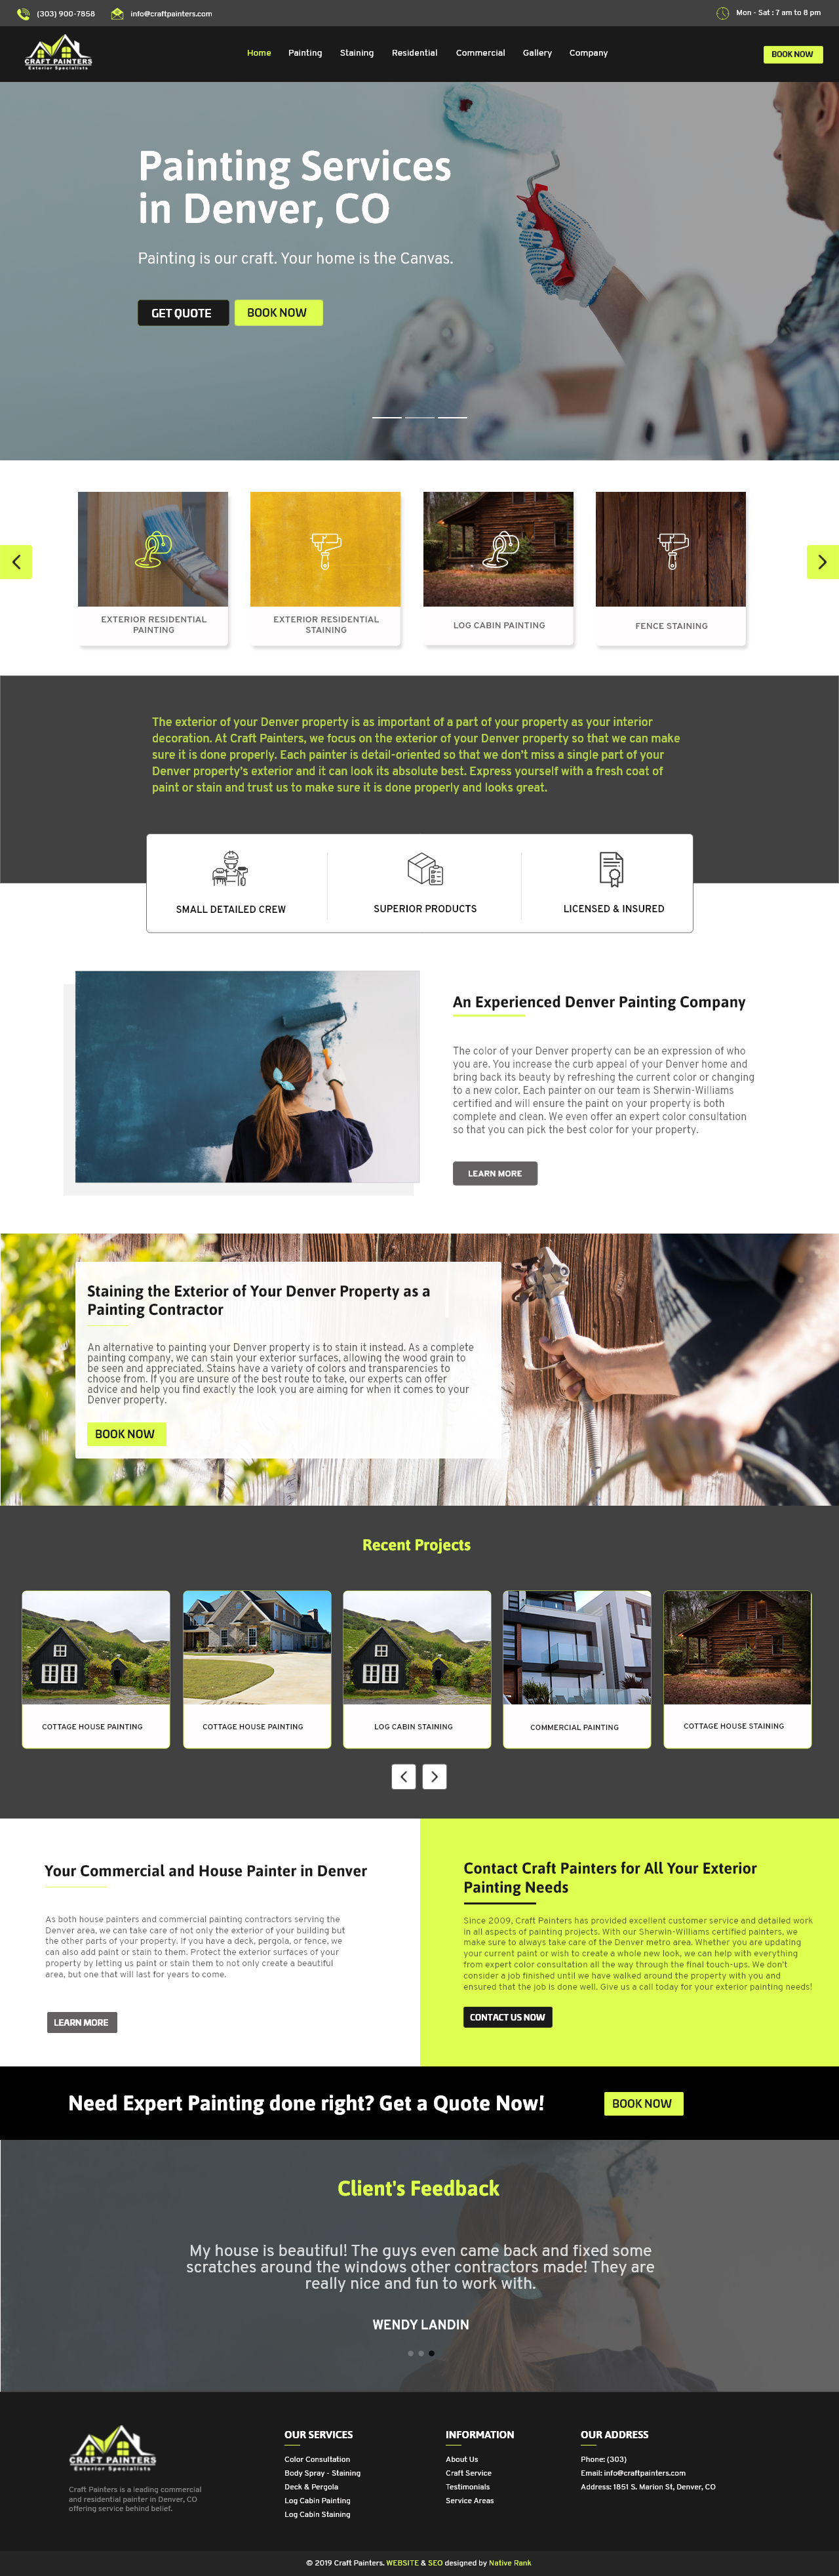 (303) 900-7858
info@craftpainters.com
Mon - Sat : 7 am to 8 pm
CRAFT PAINTERS
Exterior Specialists
Home
Painting
Staining
Residential
Commercial
Gallery
Company
BOOK NOW
Painting Services
in Denver, CO
Painting is our craft. Your home is the Canvas.
GET QUOTE
BOOK NOW
EXTERIOR RESIDENTIAL
PAINTING
EXTERIOR RESIDENTIAL
STAINING
LOG CABIN PAINTING
FENCE STAINING
The exterior of your Denver property is as important of a part of your property as your interior
decoration. At Craft Painters, we focus on the exterior of your Denver property so that we can make
sure it is done properly. Each painter is detail-oriented so that we don't miss a single part of your
Denver property's exterior and it can look its absolute best. Express yourself with a fresh coat of
paint or stain and trust us to make sure it is done properly and looks great.
SMALL DETAILED CREW
SUPERIOR PRODUCTS
LICENSED & INSURED
An Experienced Denver Painting Company
The color of your Denver property can be an expression of who
you are. You increase the curb appeal of your Denver home and
bring back its beauty by refreshing the current color or changing
to a new color. Each painter on our team is Sherwin-Williams
certified and will ensure the paint on your property is both
complete and clean. We even offer an expert color consultation
so that you can pick the best color for your property.
LEARN MORE
Staining the Exterior of Your Denver Property as a
Painting Contractor
An alternative to painting your Denver property is to stain it instead. As a complete
painting company, we can stain your exterior surfaces, allowing the wood grain to
be seen and appreciated. Stains have a variety of colors and transparencies to
choose from. If you are unsure of the best route to take, our experts can offer
advice and help you find exactly the look you are aiming for when it comes to your
Denver property.
BOOK NOW
Recent Projects
COTTAGE HOUSE PAINTING
COTTAGE HOUSE PAINTING
LOG CABIN STAINING
COMMERCIAL PAINTING
COTTAGE HOUSE STAINING
Your Commercial and House Painter in Denver
As both house painters and commercial painting contractors serving the
Denver area, we can take care of not only the exterior of your building but
the other parts of your property. If you have a deck, pergola, or fence, we
can also add paint or stain to them. Protect the exterior surfaces of your
property by letting us paint or stain them to not only create a beautiful
area, but one that will last for years to come.
LEARN MORE
Contact Craft Painters for All Your Exterior
Painting Needs
Since 2009, Craft Painters has provided excellent customer service and detailed work
in all aspects of painting projects. With our Sherwin-Williams certified painters, we
make sure to always take care of the Denver metro area. Whether you are updating
your current paint or wish to create a whole new look, we can help with everything
from expert color consultation all the way through the final touch-ups. We don't
consider a job finished until we have walked around the property with you and
ensured that the job is done well. Give us a call today for your exterior painting needs!
CONTACT US NOW
Need Expert Painting done right? Get a Quote Now!
BOOK NOW
Client's Feedback
My house is beautiful! The guys even came back and fixed some
scratches around the windows other contractors made! They are
really nice and fun to work with.
WENDY LANDIN
CRAFT PAINTERS
Exterior Specialists
Craft Painters is a leading commercial
and residential painter in Denver, CO
offering service behind belief.
OUR SERVICES
Color Consultation
Body Spray - Staining
Deck & Pergola
Log Cabin Painting
Log Cabin Staining
INFORMATION
About Us
Craft Service
Testimonials
Service Areas
OUR ADDRESS
Phone: (303)
Email: info@craftpainters.com
Address: 1851 S. Marion St, Denver, CO
© 2019 Craft Painters. WEBSITE & SEO designed by Native Rank